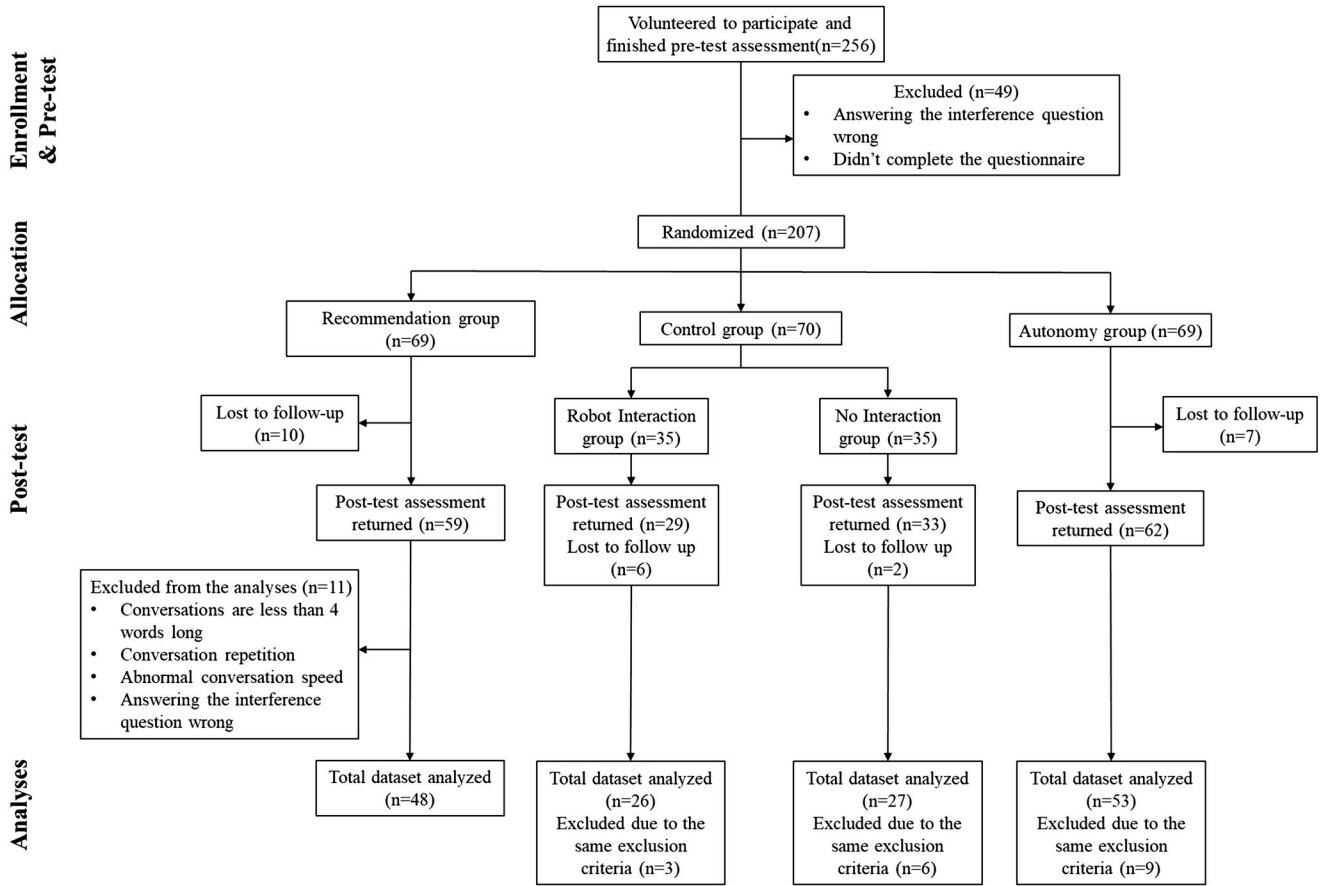 Enrollment
& Pre-test
Volunteered to participate and
finished pre-test assessment(n=256)
Excluded (n=49)
• Answering the interference question
wrong
• Didn't complete the questionnaire
Allocation
Randomized (n=207)
Recommendation group
(n=69)
Control group (n=70)
Autonomy group (n=69)
Post-test
Lost to follow-up
(n=10)
Robot Interaction
group (n=35)
No Interaction
group (n=35)
Lost to follow-up
(n=7)
Post-test assessment
returned (n=59)
Post-test assessment
returned (n=29)
Lost to follow up
(n=6)
Post-test assessment
returned (n=33)
Lost to follow up
(n=2)
Post-test assessment
returned (n=62)
Excluded from the analyses (n=11)
• Conversations are less than 4
words long
• Conversation repetition
• Abnormal conversation speed
• Answering the interference
question wrong
Analyses
Total dataset analyzed
(n=48)
Total dataset analyzed
(n=26)
Excluded due to the
same exclusion
criteria (n=3)
Total dataset analyzed
(n=27)
Excluded due to the
same exclusion
criteria (n=6)
Total dataset analyzed
(n=53)
Excluded due to the
same exclusion
criteria (n=9)